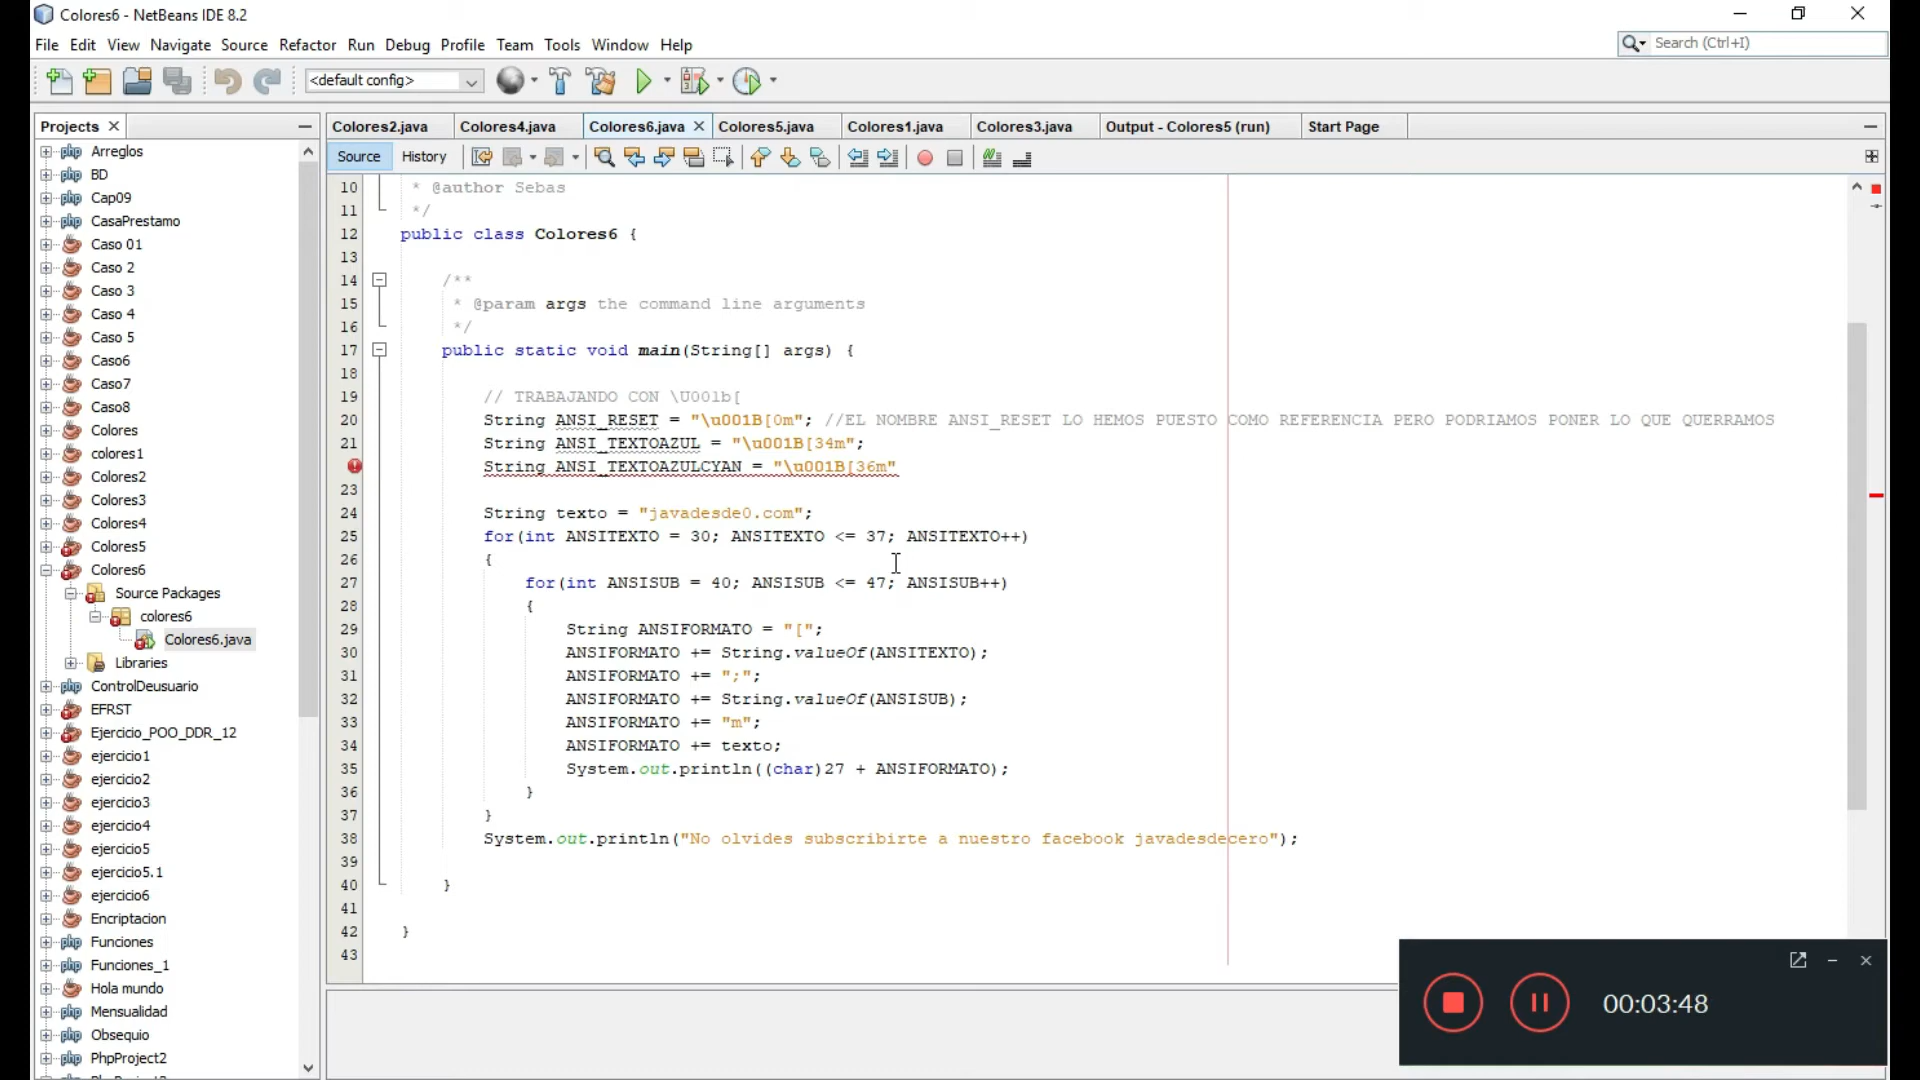 Colores6 - NetBeans IDE 8.2
File Edit View Navigate Source Refactor Run Debug Profile Team Tools Window Help
Search (Ctrl+I)
<default config>
Projects
Arreglos
BD
Cap09
CasaPrestamo
Caso 01
Caso 2
Caso 3
Caso 4
Caso 5
Caso6
Caso7
Caso8
Colores
colores1
Colores2
Colores3
Colores4
Colores5
Colores6
Source Packages
colores6
Colores6.java
Libraries
ControlDeusuario
EFRST
Ejercicio_POO_DDR_12
ejercicio1
ejercicio2
ejercicio3
ejercicio4
ejercicio5
ejercicio5.1
ejercicio6
Encriptacion
Funciones
Funciones_1
Hola mundo
Mensualidad
Obsequio
PhpProject2
Colores2.java Colores4.java Colores6.java Colores5.java Colores1.java Colores3.java Output - Colores5 (run) Start Page
Source History
10 * @author Sebas
11 */
12 public class Colores6 {
13
14 /**
15 * @param args the command line arguments
16 */
17 public static void main(String[] args) {
18
19 // TRABAJANDO CON \U001b[
20 String ANSI_RESET = "\u001B[0m"; //EL NOMBRE ANSI_RESET LO HEMOS PUESTO COMO REFERENCIA PERO PODRIAMOS PONER LO QUE QUERRAMOS
21 String ANSI_TEXTOAZUL = "\u001B[34m";
String ANSI_TEXTOAZULCYAN = "\u001B[36m"
23
24 String texto = "javadesde0.com";
25 for(int ANSITEXTO = 30; ANSITEXTO <= 37; ANSITEXTO++)
26 {
27 for(int ANSISUB = 40; ANSISUB <= 47; ANSISUB++)
28 {
29 String ANSIFORMATO = "[";
30 ANSIFORMATO += String.valueOf(ANSITEXTO);
31 ANSIFORMATO += ";";
32 ANSIFORMATO += String.valueOf(ANSISUB);
33 ANSIFORMATO += "m";
34 ANSIFORMATO += texto;
35 System.out.println((char)27 + ANSIFORMATO);
36 }
37 }
38 System.out.println("No olvides subscribirte a nuestro facebook javadesdecero");
39
40 }
41
42 }
43
00:03:48